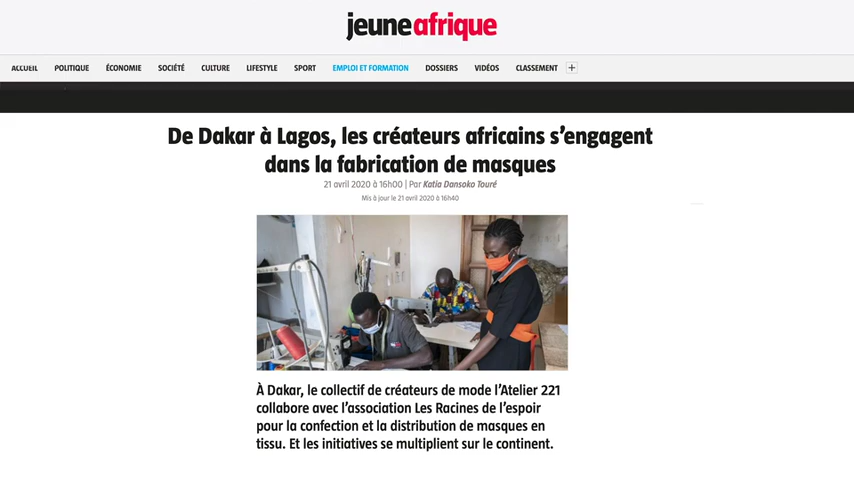 jeuneafrique
ACCUEIL POLITIQUE ÉCONOMIE SOCIÉTÉ CULTURE LIFESTYLE SPORT EMPLOI ET FORMATION DOSSIERS VIDÉOS CLASSEMENT +
De Dakar à Lagos, les créateurs africains s’engagent
dans la fabrication de masques
21 avril 2020 à 16h00 | Par Katia Dansoko Touré
Mis à jour le 21 avril 2020 à 16h40
À Dakar, le collectif de créateurs de mode l’Atelier 221
collabore avec l’association Les Racines de l’espoir
pour la confection et la distribution de masques en
tissu. Et les initiatives se multiplient sur le continent.